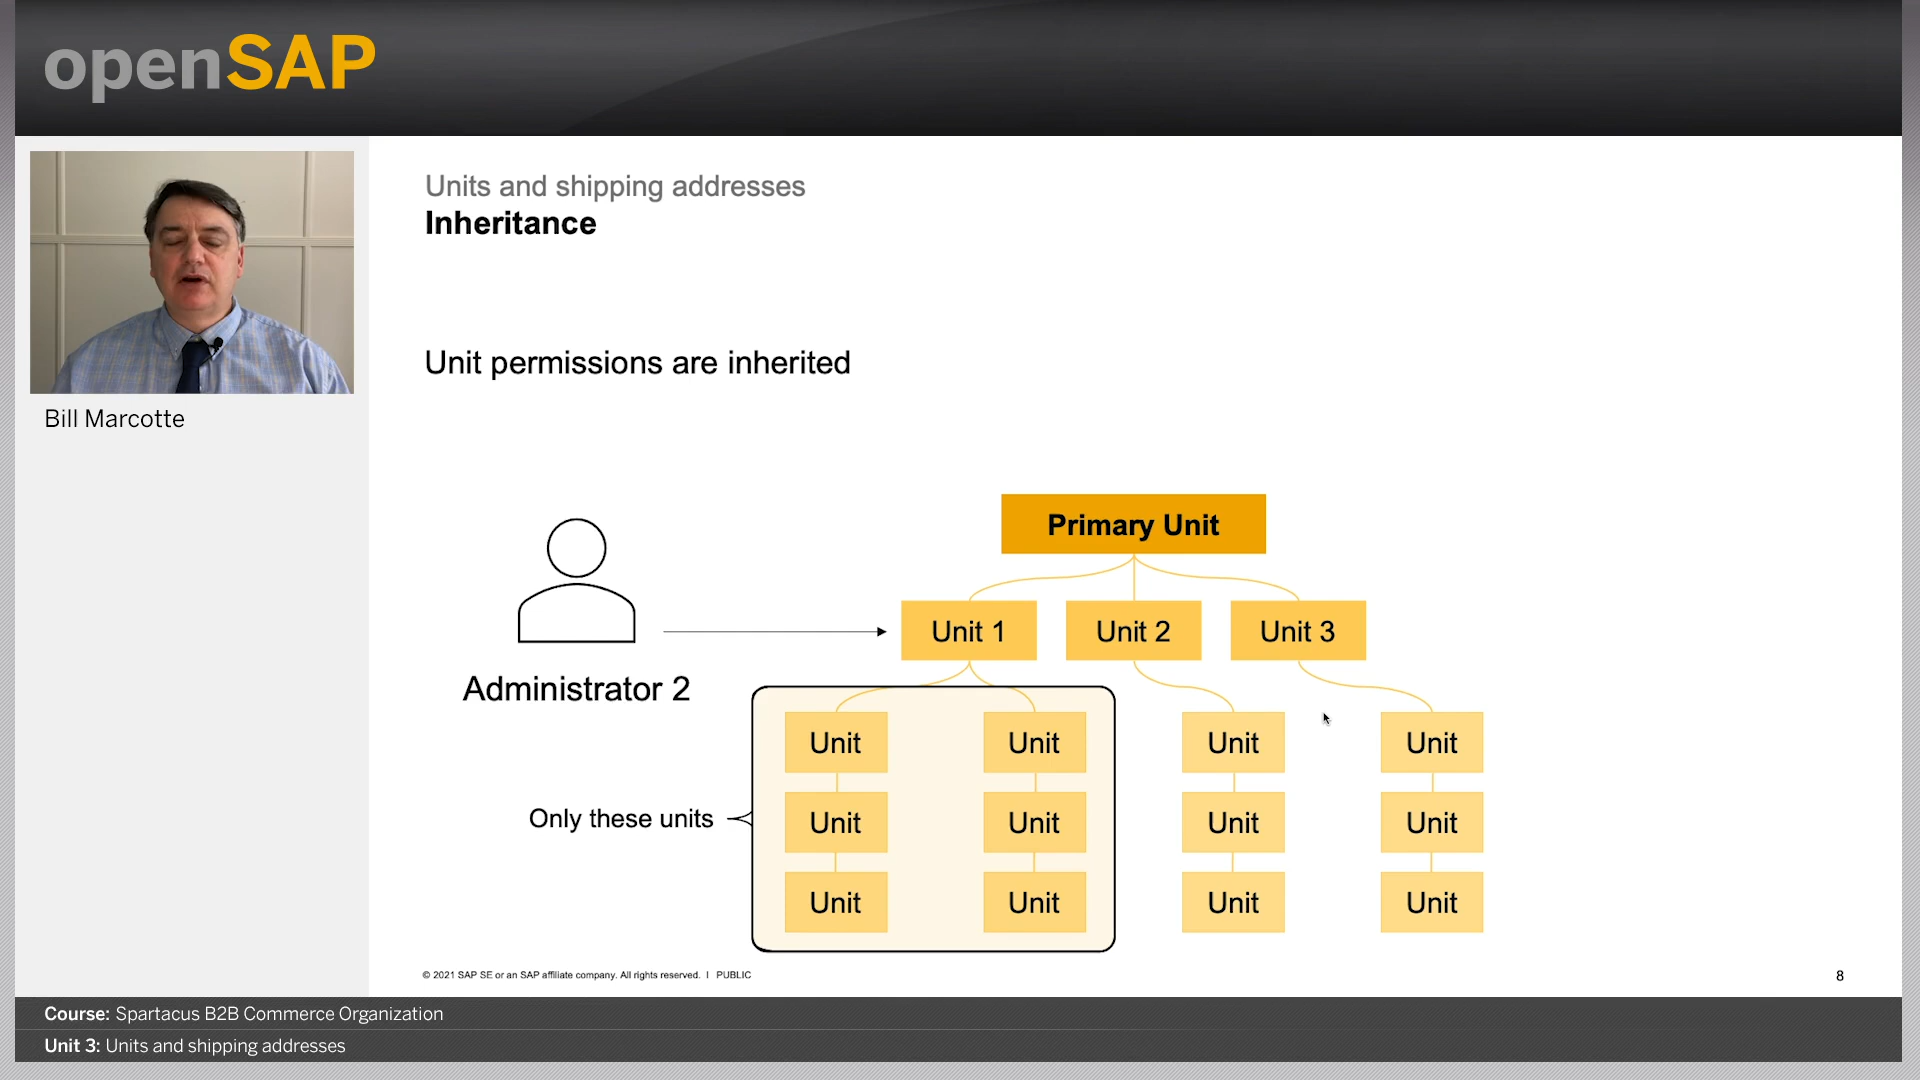 openSAP
Bill Marcotte
Units and shipping addresses
Inheritance
Unit permissions are inherited
Primary Unit
Unit 1
Unit 2
Unit 3
Administrator 2
Unit
Unit
Unit
Unit
Only these units
Unit
Unit
Unit
Unit
Unit
Unit
Unit
Unit
© 2021 SAP SE or an SAP affiliate company. All rights reserved. I PUBLIC
8
Course: Spartacus B2B Commerce Organization
Unit 3: Units and shipping addresses